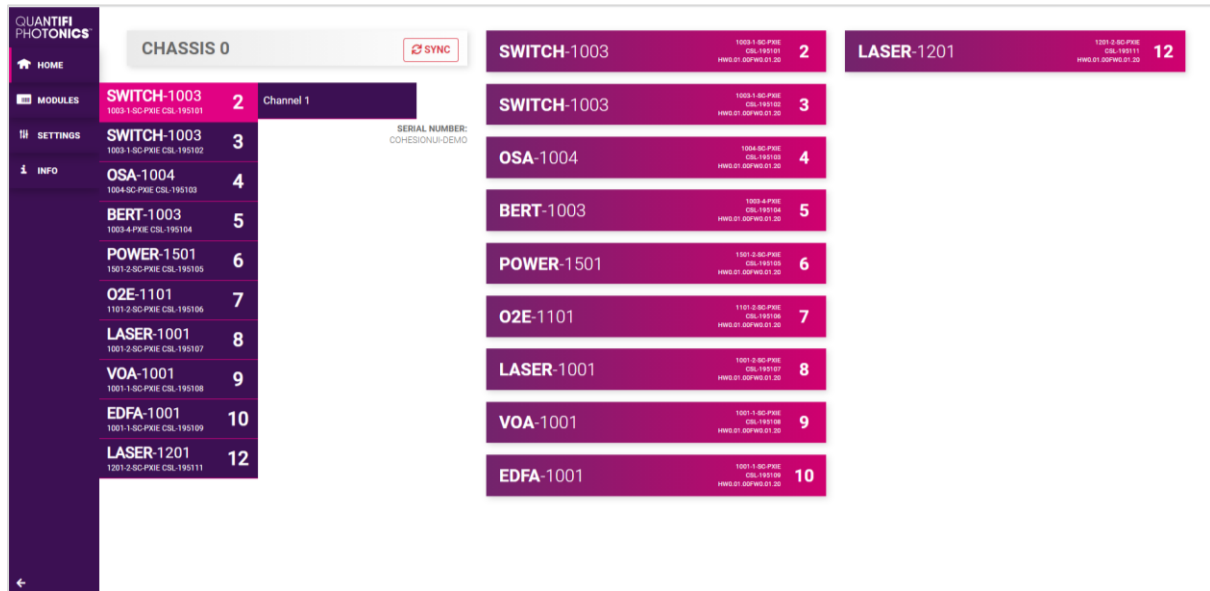 QUANTIFI
PHOTONICS™
HOME
MODULES
SETTINGS
INFO
CHASSIS 0
SYNC
SWITCH-1003
1003-1-SC-PXIE CSL-195101
2
Channel 1
SERIAL NUMBER:
COHESIONUI-DEMO
SWITCH-1003
1003-1-SC-PXIE CSL-195102
3
OSA-1004
1004-SC-PXIE CSL-195103
4
BERT-1003
1003-4-PXIE CSL-195104
5
POWER-1501
1501-2-SC-PXIE CSL-195105
6
O2E-1101
1101-2-SC-PXIE CSL-195106
7
LASER-1001
1001-2-SC-PXIE CSL-195107
8
VOA-1001
1001-1-SC-PXIE CSL-195108
9
EDFA-1001
1001-1-SC-PXIE CSL-195109
10
LASER-1201
1201-2-SC-PXIE CSL-195111
12
SWITCH-1003
1003-1-SC-PXIE
CSL-195101
HW0.01.00FW0.01.20
2
SWITCH-1003
1003-1-SC-PXIE
CSL-195102
HW0.01.00FW0.01.20
3
OSA-1004
1004-SC-PXIE
CSL-195103
HW0.01.00FW0.01.20
4
BERT-1003
1003-4-PXIE
CSL-195104
HW0.01.00FW0.01.20
5
POWER-1501
1501-2-SC-PXIE
CSL-195105
HW0.01.00FW0.01.20
6
O2E-1101
1101-2-SC-PXIE
CSL-195106
HW0.01.00FW0.01.20
7
LASER-1001
1001-2-SC-PXIE
CSL-195107
HW0.01.00FW0.01.20
8
VOA-1001
1001-1-SC-PXIE
CSL-195108
HW0.01.00FW0.01.20
9
EDFA-1001
1001-1-SC-PXIE
CSL-195109
HW0.01.00FW0.01.20
10
LASER-1201
1201-2-SC-PXIE
CSL-195111
HW0.01.00FW0.01.20
12